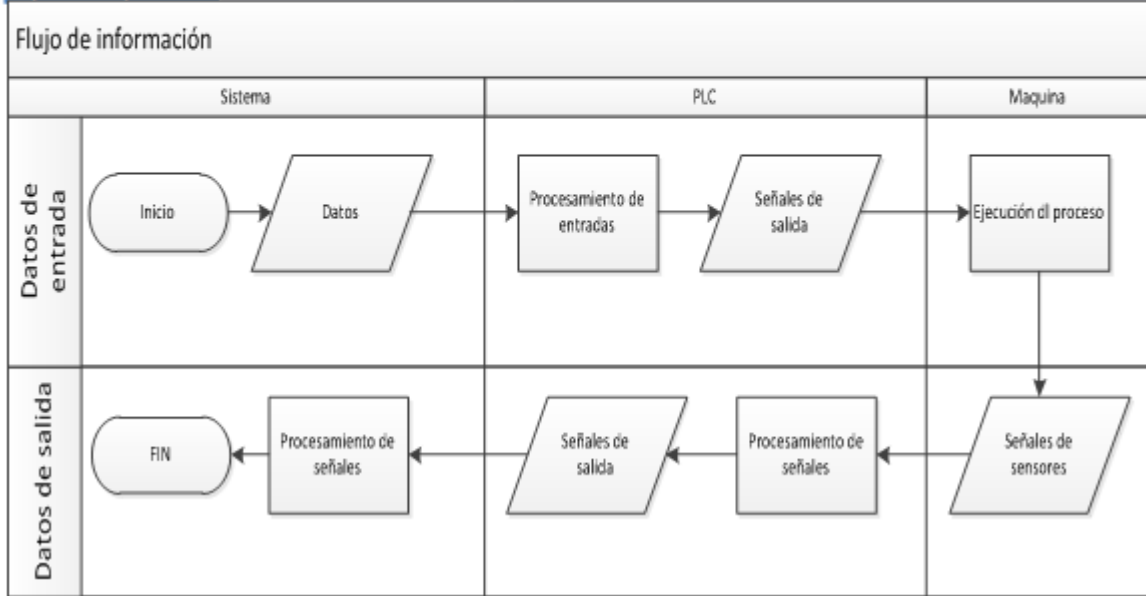 Flujo de información
Sistema
PLC
Maquina
Datos de
entrada
Inicio
Datos
Procesamiento de
entradas
Señales de
salida
Ejecución dl proceso
Datos de salida
FIN
Procesamiento de
señales
Señales de
salida
Procesamiento de
señales
Señales de
sensores